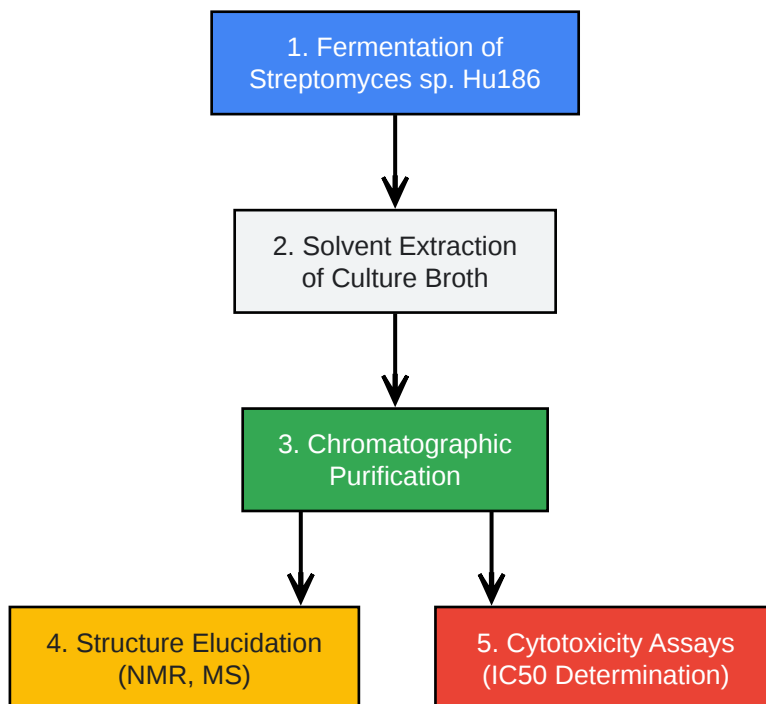 1. Fermentation of
Streptomyces sp. Hu186
2. Solvent Extraction
of Culture Broth
3. Chromatographic
Purification
4. Structure Elucidation
(NMR, MS)
5. Cytotoxicity Assays
(IC50 Determination)